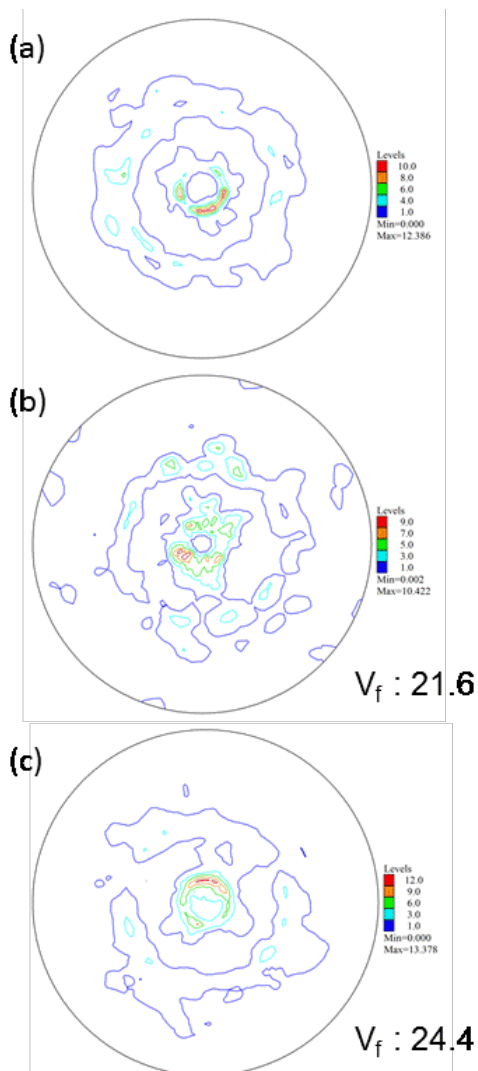 (a)
Levels
10.0
8.0
6.0
4.0
1.0
Min=0.000
Max=12.386
(b)
Levels
9.0
7.0
5.0
3.0
1.0
Min=0.002
Max=10.422
Vf : 21.6
(c)
Levels
12.0
9.0
6.0
3.0
1.0
Min=0.000
Max=13.378
Vf : 24.4